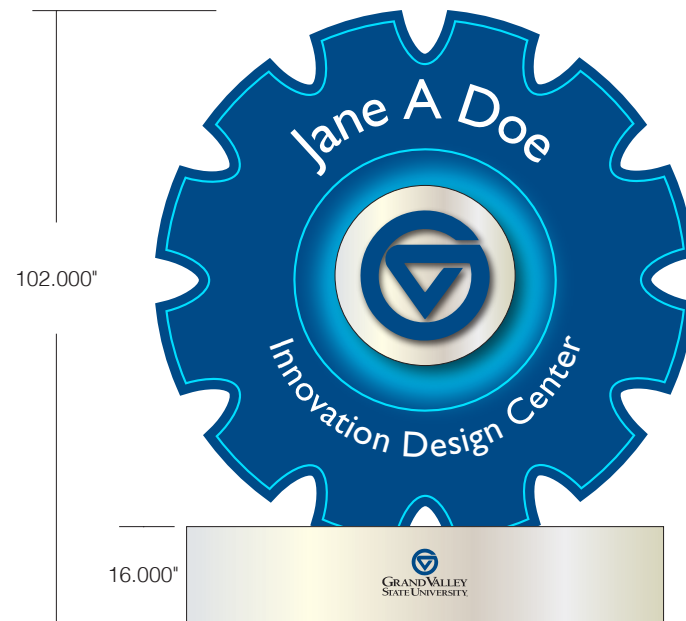 Jane A Doe
102.000"
Innovation Design Center
16.000"
GRAND VALLEY
STATE UNIVERSITY